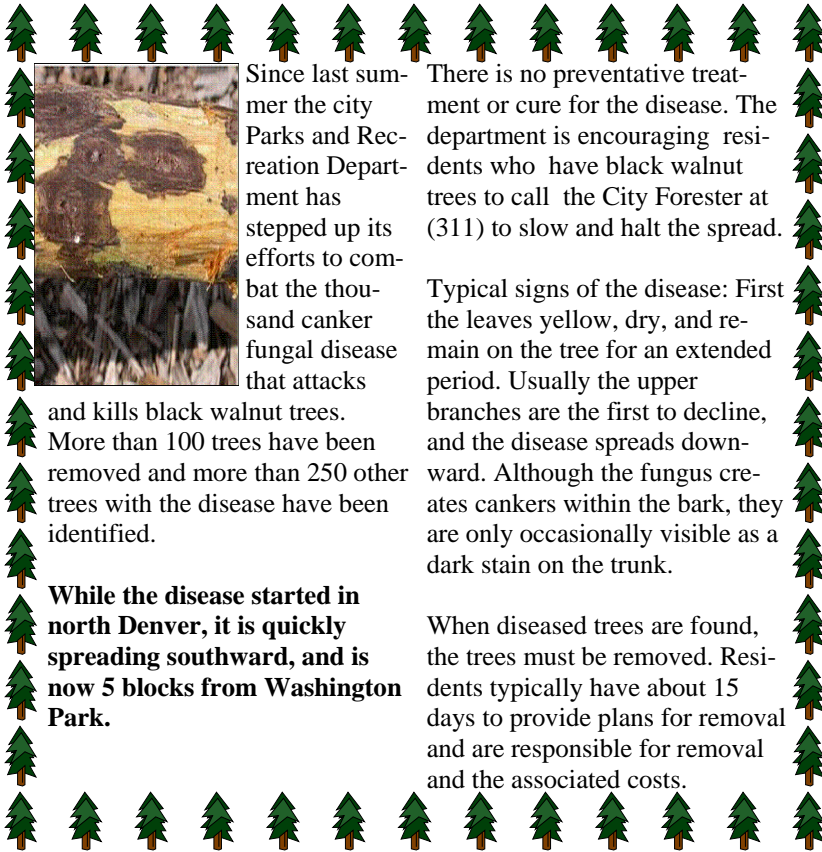 Since last sum-
mer the city
Parks and Rec-
reation Depart-
ment has
stepped up its
efforts to com-
bat the thou-
sand canker
fungal disease
that attacks
and kills black walnut trees.
More than 100 trees have been
removed and more than 250 other
trees with the disease have been
identified.
While the disease started in
north Denver, it is quickly
spreading southward, and is
now 5 blocks from Washington
Park.
There is no preventative treat-
ment or cure for the disease. The
department is encouraging  resi-
dents who  have black walnut
trees to call  the City Forester at
(311) to slow and halt the spread.
Typical signs of the disease: First
the leaves yellow, dry, and re-
main on the tree for an extended
period. Usually the upper
branches are the first to decline,
and the disease spreads down-
ward. Although the fungus cre-
ates cankers within the bark, they
are only occasionally visible as a
dark stain on the trunk.
When diseased trees are found,
the trees must be removed. Resi-
dents typically have about 15
days to provide plans for removal
and are responsible for removal
and the associated costs.